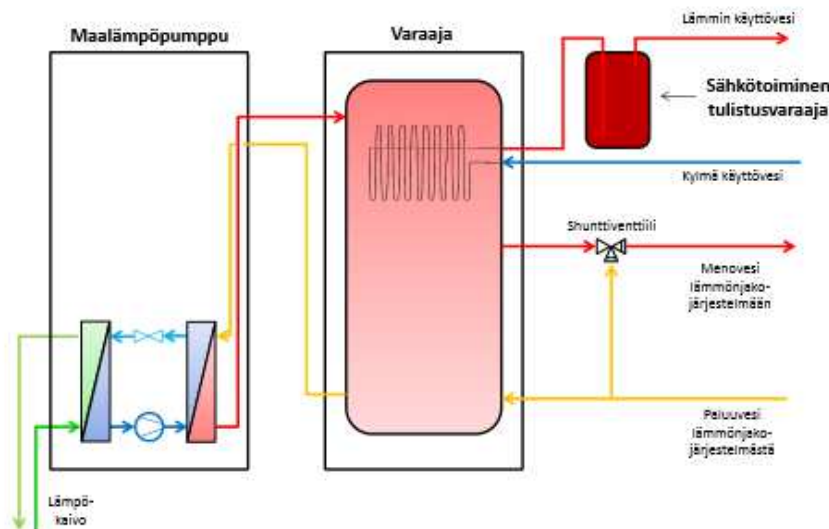 Maalämpöpumppu
Varaaja
Lämmin käyttövesi
Sähkötoiminen
tulistusvaraaja
Kylmä käyttövesi
Shunttiventtiili
Menovesi
lämmönjako-
järjestelmään
Paluuvesi
lämmönjako-
järjestelmästä
Lämpö-
kaivo